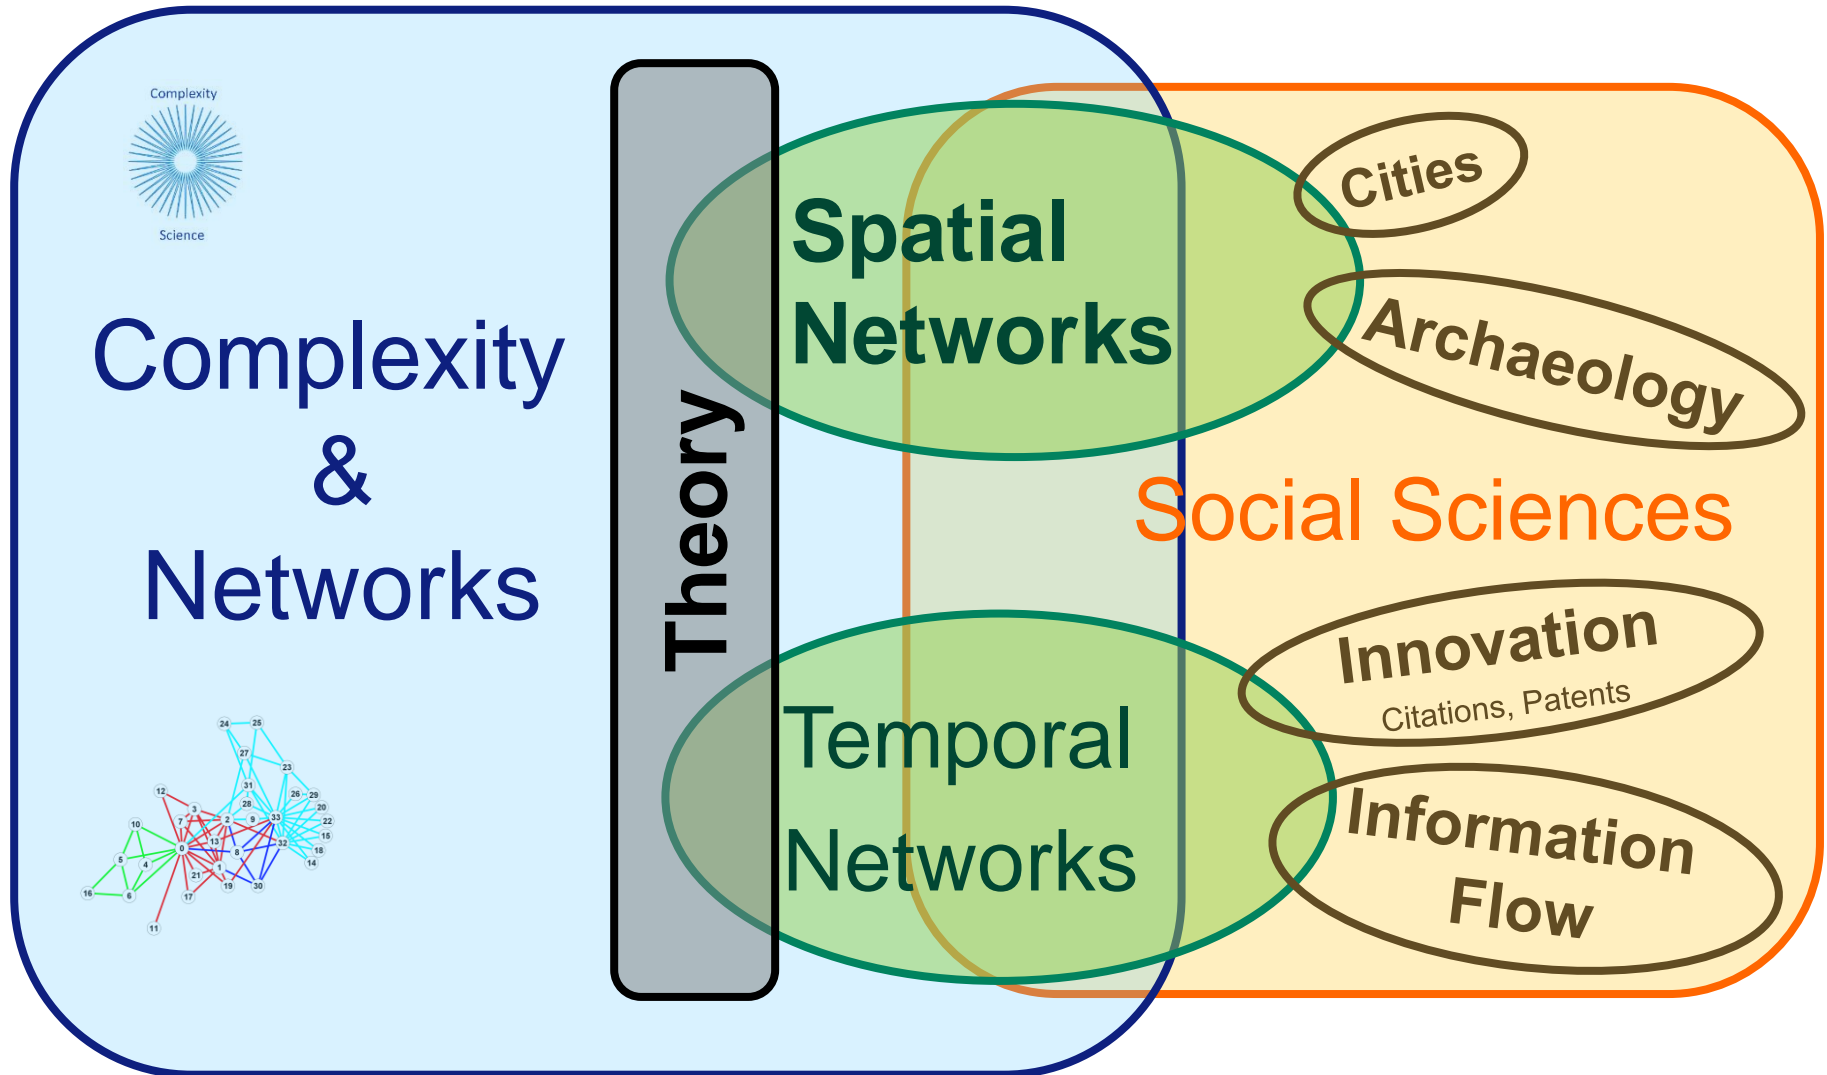 Complexity
Science
Complexity
&
Networks
Theory
Spatial
Networks
Temporal
Networks
Social Sciences
Cities
Archaeology
Innovation
Citations, Patents
Information
Flow
24
25
27
23
31
12
3
28
26
29
20
10
7
2
9
33
22
13
15
0
8
32
18
5
4
1
14
21
16
6
17
19
30
11